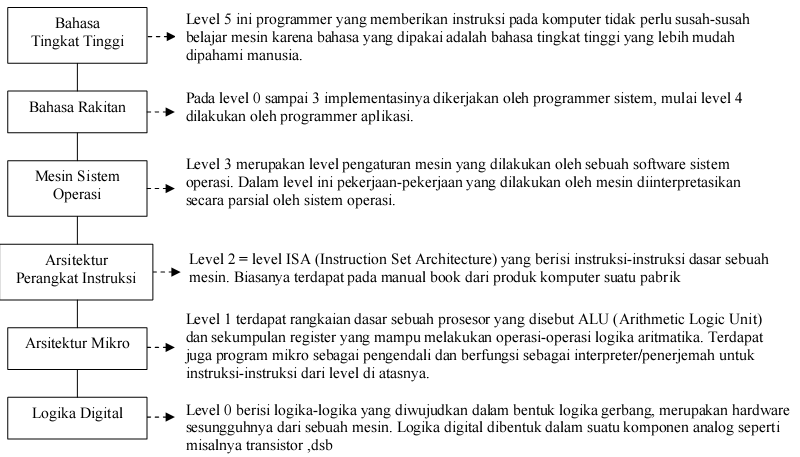 Bahasa
Tingkat Tinggi
Level 5 ini programmer yang memberikan instruksi pada komputer tidak perlu susah-susah
belajar mesin karena bahasa yang dipakai adalah bahasa tingkat tinggi yang lebih mudah
dipahami manusia.
Bahasa Rakitan
Pada level 0 sampai 3 implementasinya dikerjakan oleh programmer sistem, mulai level 4
dilakukan oleh programmer aplikasi.
Mesin Sistem
Operasi
Level 3 merupakan level pengaturan mesin yang dilakukan oleh sebuah software sistem
operasi. Dalam level ini pekerjaan-pekerjaan yang dilakukan oleh mesin diinterpretasikan
secara parsial oleh sistem operasi.
Arsitektur
Perangkat Instruksi
Level 2 = level ISA (Instruction Set Architecture) yang berisi instruksi-instruksi dasar sebuah
mesin. Biasanya terdapat pada manual book dari produk komputer suatu pabrik
Arsitektur Mikro
Level 1 terdapat rangkaian dasar sebuah prosesor yang disebut ALU (Arithmetic Logic Unit)
dan sekumpulan register yang mampu melakukan operasi-operasi logika aritmatika. Terdapat
juga program mikro sebagai pengendali dan berfungsi sebagai interpreter/penerjemah untuk
instruksi-instruksi dari level di atasnya.
Logika Digital
Level 0 berisi logika-logika yang diwujudkan dalam bentuk logika gerbang, merupakan hardware
sesungguhnya dari sebuah mesin. Logika digital dibentuk dalam suatu komponen analog seperti
misalnya transistor ,dsb